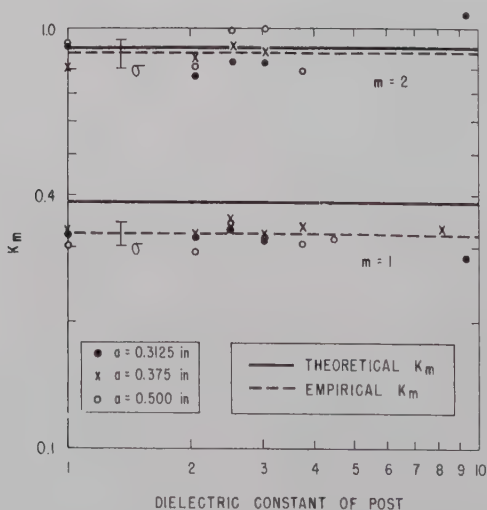 1.0
σ
m = 2
0.4
Km
σ
m = 1
● a = 0.3125 in
x a = 0.375 in
○ a = 0.500 in
THEORETICAL Km
EMPIRICAL Km
0.1
1 2 3 4 5 6 7 8 9 10
DIELECTRIC CONSTANT OF POST